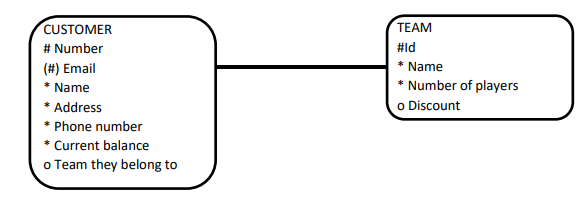 CUSTOMER
# Number
(#) Email
* Name
* Address
* Phone number
* Current balance
o Team they belong to
TEAM
#Id
* Name
* Number of players
o Discount